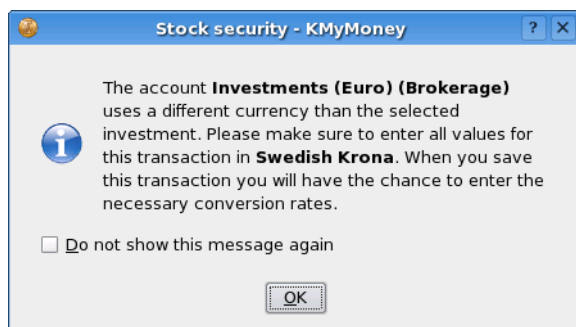 Stock security - KMyMoney
? X
The account Investments (Euro) (Brokerage)
uses a different currency than the selected
investment. Please make sure to enter all values for
this transaction in Swedish Krona. When you save
this transaction you will have the chance to enter the
necessary conversion rates.
Do not show this message again
OK